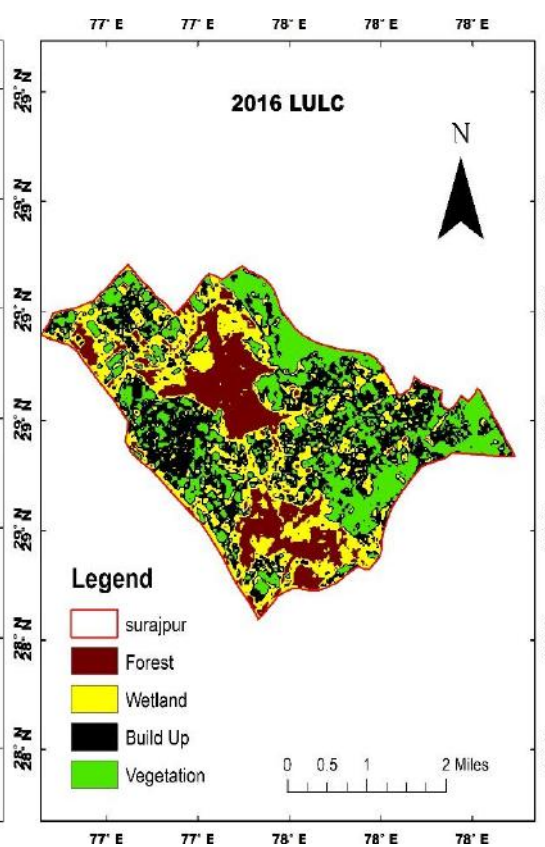 77° E 77° E 78° E 78° E 78° E
2016 LULC
N
29° N
29° N
29° N
29° N
29° N
28° N
28° N
Legend
surajpur
Forest
Wetland
Build Up
Vegetation
0 0.5 1 2 Miles
77° E 77° E 78° E 78° E 78° E